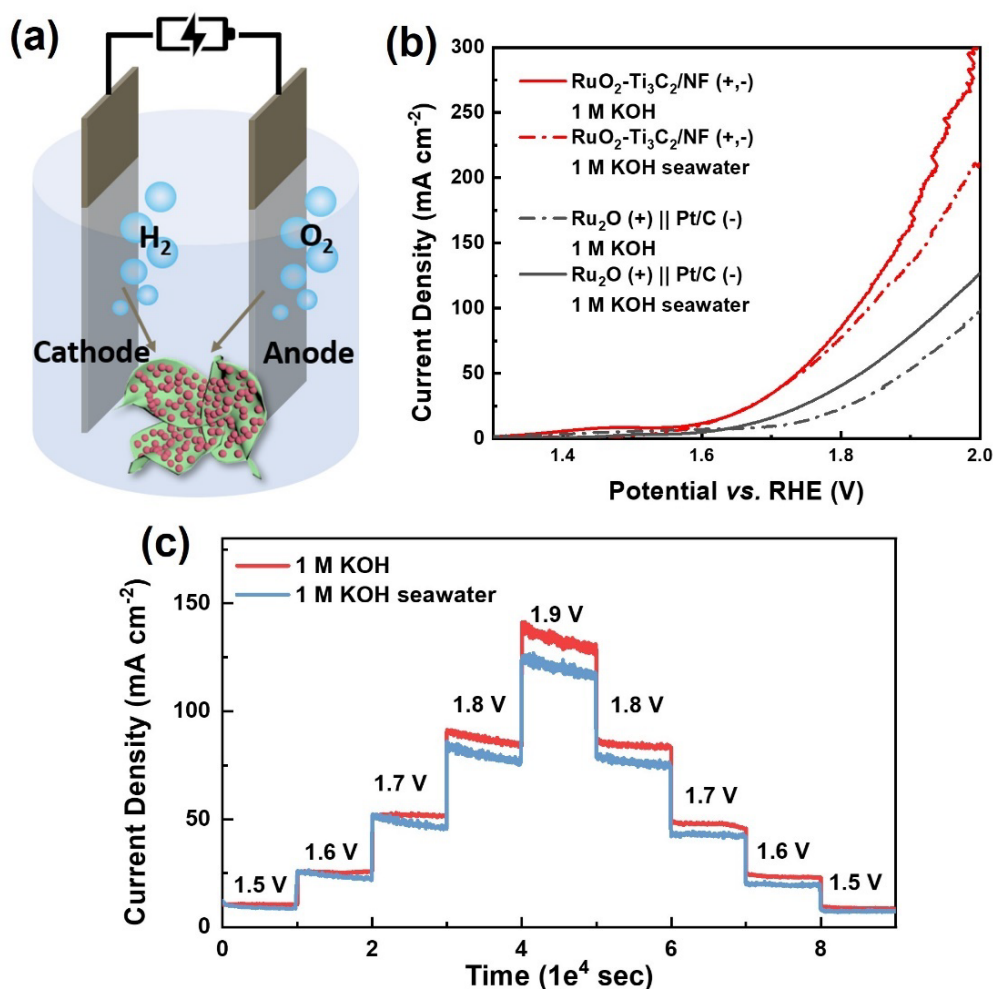 (a)
H₂
O₂
Cathode
Anode
(b)
RuO₂-Ti₃C₂/NF (+,-)
1 M KOH
RuO₂-Ti₃C₂/NF (+,-)
1 M KOH seawater
Ru₂O (+) || Pt/C (-)
1 M KOH
Ru₂O (+) || Pt/C (-)
1 M KOH seawater
Current Density (mA cm⁻²)
300
250
200
150
100
50
0
1.4
1.6
1.8
2.0
Potential vs. RHE (V)
(c)
1 M KOH
1 M KOH seawater
Current Density (mA cm⁻²)
150
100
50
0
1.5 V
1.6 V
1.7 V
1.8 V
1.9 V
1.8 V
1.7 V
1.6 V
1.5 V
0
2
4
6
8
Time (1e⁴ sec)